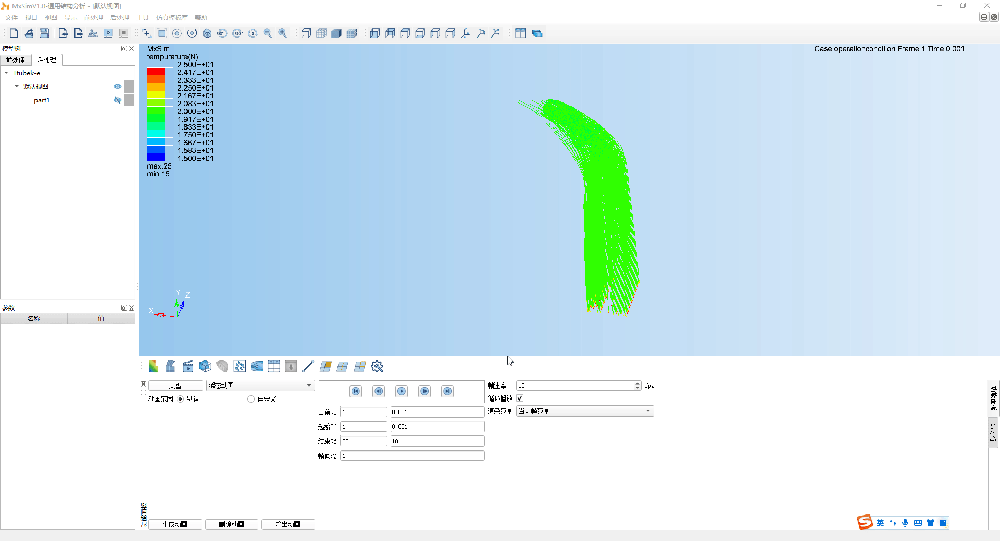 MxSimV1.0-通用结构分析 - [默认视图]
文件 视口 视图 显示 前处理 后处理 工具 仿真模板库 帮助
90° 90° X
模型树
前处理 后处理
Ttubek-e
默认视图
part1
参数
名称 值
MxSim
tempurature(N)
2.500E+01
2.417E+01
2.333E+01
2.250E+01
2.167E+01
2.083E+01
2.000E+01
1.917E+01
1.833E+01
1.750E+01
1.667E+01
1.583E+01
1.500E+01
max:25
min:15
Case:operationcondition Frame:1 Time:0.001
Y
Z
X
类型 瞬态动画
动画范围 默认 自定义
当前帧 1 0.001
起始帧 1 0.001
结束帧 20 10
帧间隔 1
帧速率 10 fps
循环播放
渲染范围 当前帧范围
生成动画 删除动画 输出动画
功能面板
功能面板
命令行
英